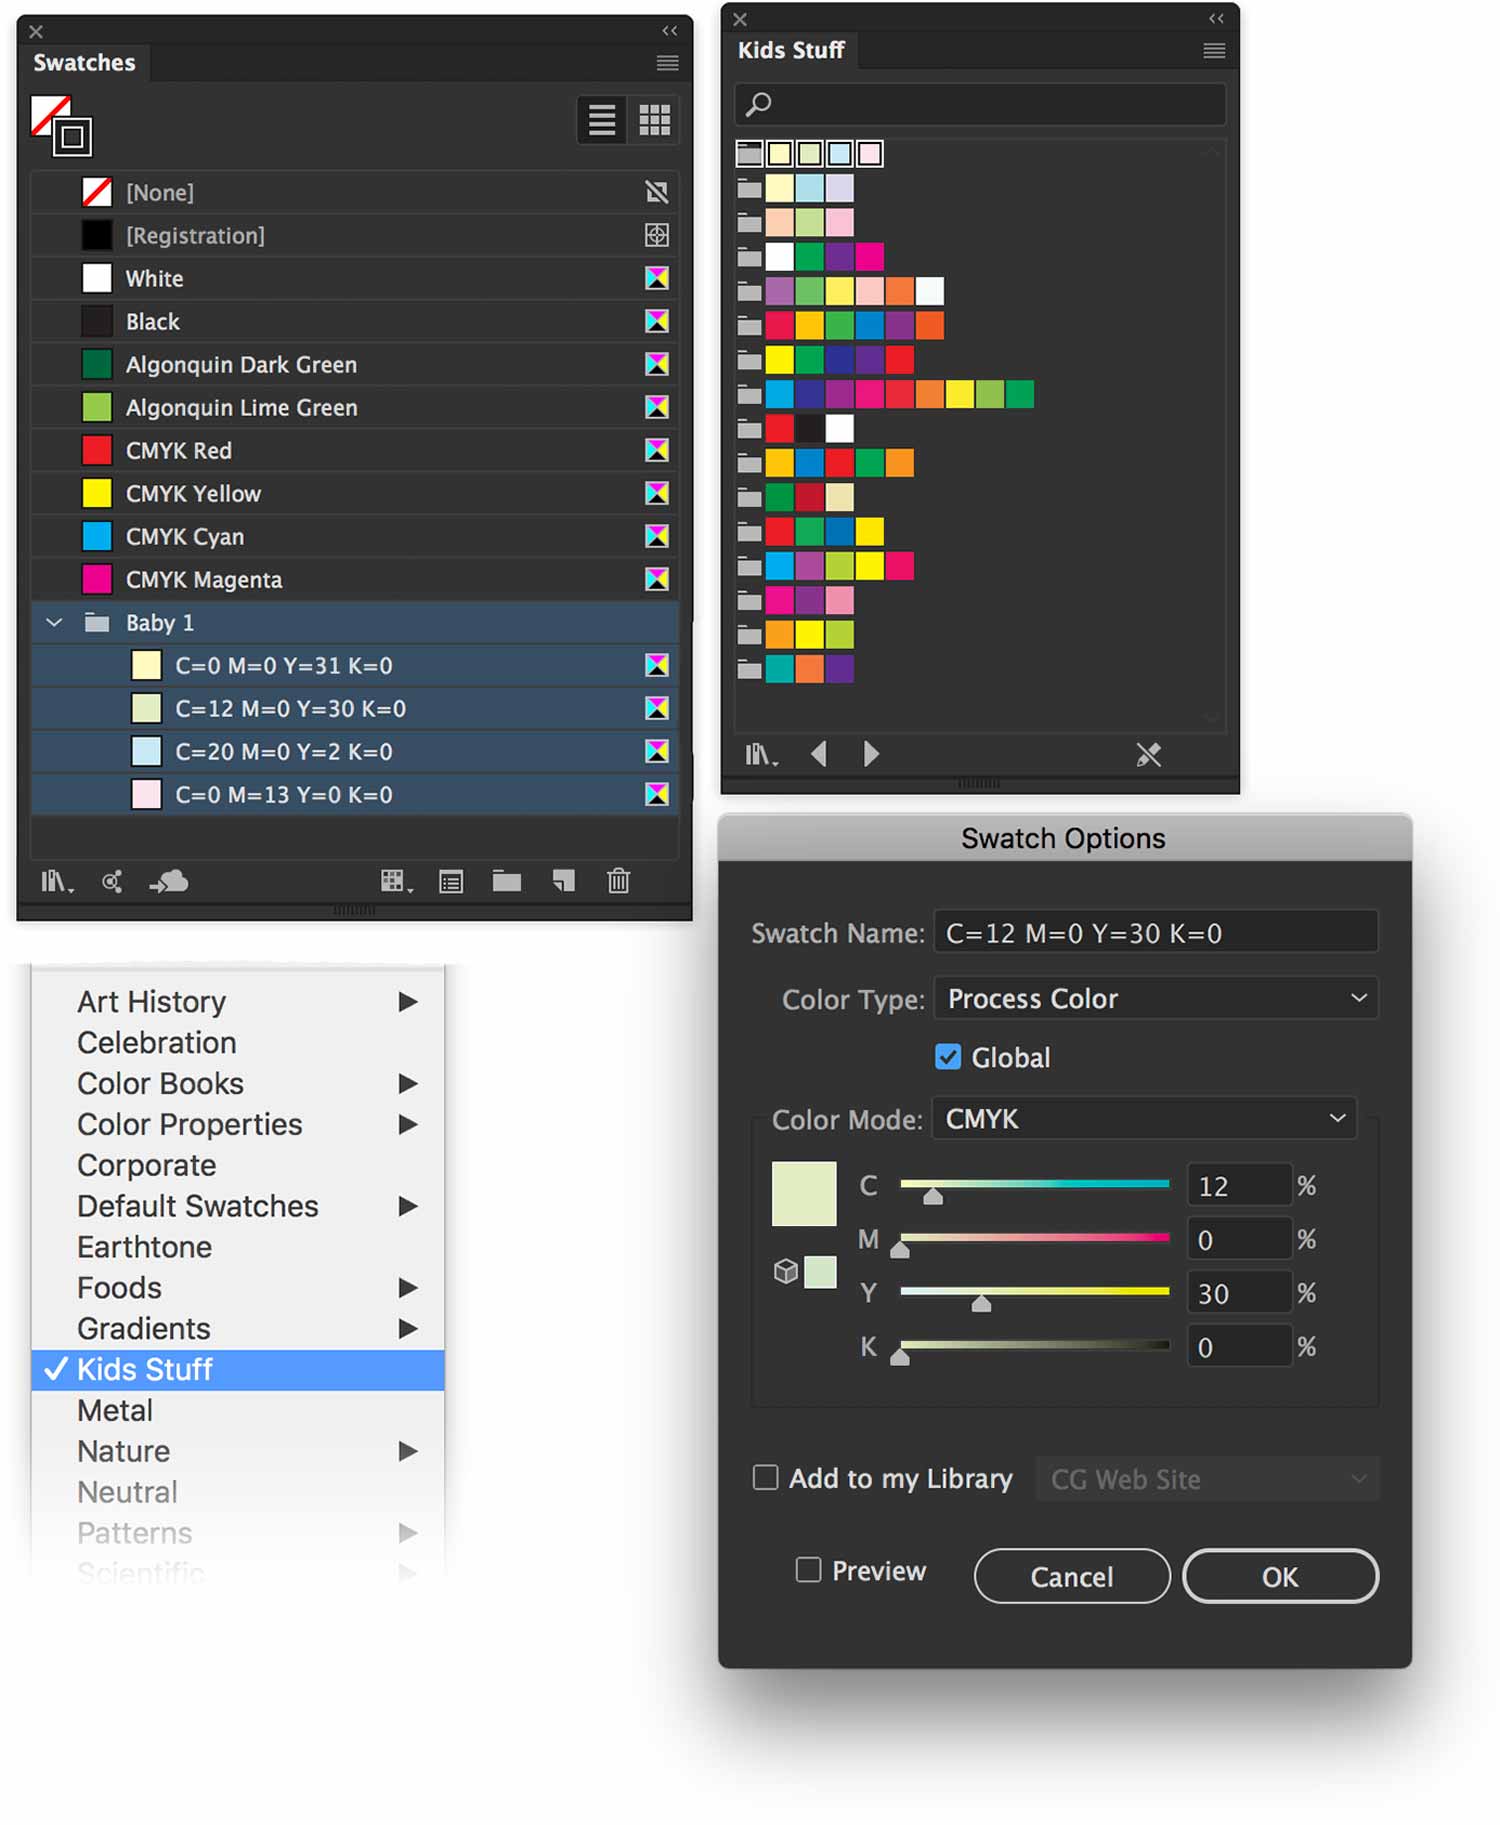 Swatches
[None]
[Registration]
White
Black
Algonquin Dark Green
Algonquin Lime Green
CMYK Red
CMYK Yellow
CMYK Cyan
CMYK Magenta
Baby 1
C=0 M=0 Y=31 K=0
C=12 M=0 Y=30 K=0
C=20 M=0 Y=2 K=0
C=0 M=13 Y=0 K=0
Kids Stuff
Art History
Celebration
Color Books
Color Properties
Corporate
Default Swatches
Earthtone
Foods
Gradients
Kids Stuff
Metal
Nature
Neutral
Patterns
Scientific
Swatch Options
Swatch Name: C=12 M=0 Y=30 K=0
Color Type: Process Color
Global
Color Mode: CMYK
C 12 %
M 0 %
Y 30 %
K 0 %
Add to my Library CG Web Site
Preview Cancel OK